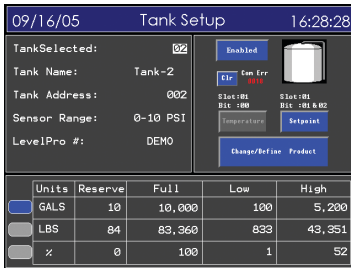 09/16/05 Tank Setup 16:28:28
TankSelected: 02
Tank Name: Tank-2
Tank Address: 002
Sensor Range: 0-10 PSI
LevelPro #: DEMO
Enabled
Clr Com Err
Slot:01 Slot:01
Bit :00 Bit :01 & 02
Temperature Setpoint
Change/Define Product
Units Reserve Full Low High
GALS 10 10,000 100 5,200
LBS 84 83,360 833 43,351
% 0 100 1 52